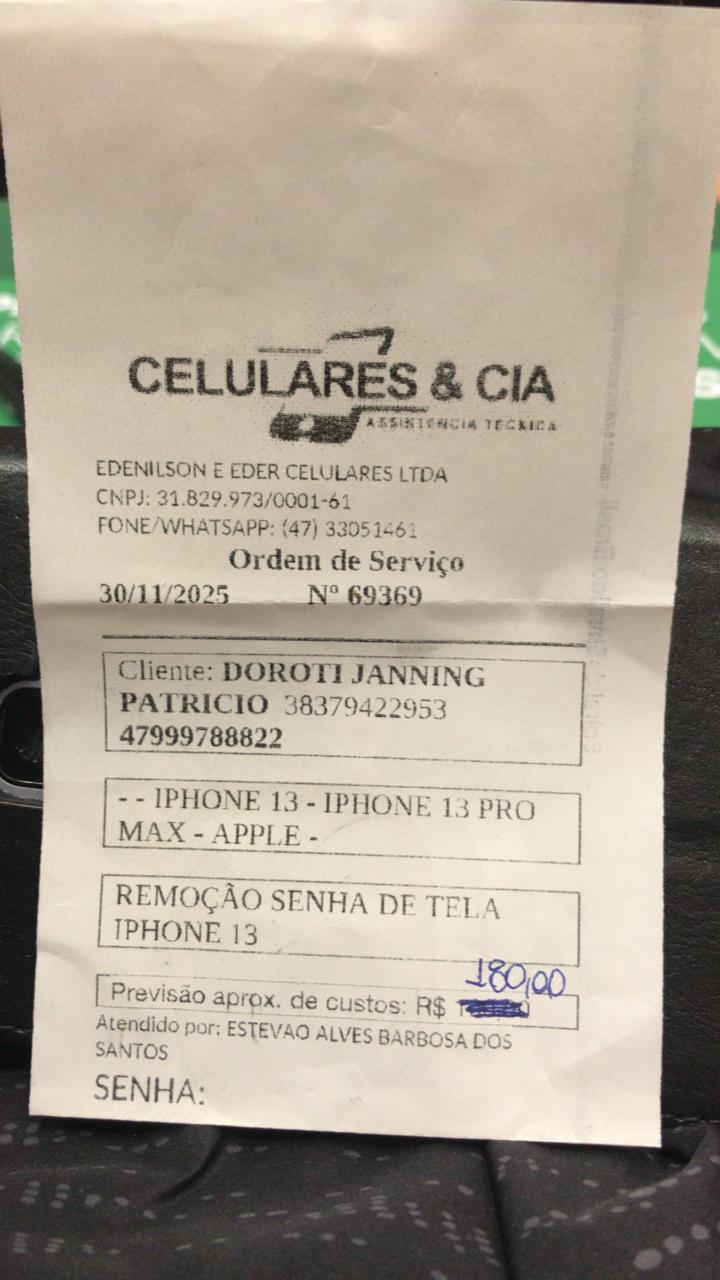 CELULARES & CIA
ASSISTENCIA TECNICA
EDENILSON E EDER CELULARES LTDA
CNPJ: 31.829.973/0001-61
FONE/WHATSAPP: (47) 33051461
Ordem de Serviço
30/11/2025 Nº 69369
Cliente: DOROTI JANNING
PATRICIO 38379422953
47999788822
- - IPHONE 13 - IPHONE 13 PRO
MAX - APPLE -
REMOÇÃO SENHA DE TELA
IPHONE 13
180,00
Previsão aprox. de custos: R$
Atendido por: ESTEVAO ALVES BARBOSA DOS
SANTOS
SENHA: